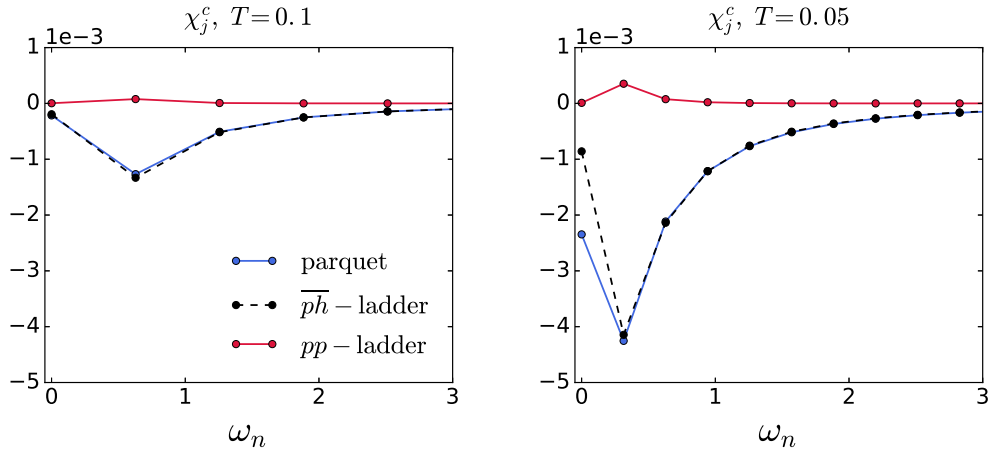 χ_j^c, T=0.1
1e−3
1
0
−1
−2
−3
−4
−5
0 1 2 3
ω_n
parquet
p̅h̅ − ladder
pp − ladder
χ_j^c, T=0.05
1e−3
1
0
−1
−2
−3
−4
−5
0 1 2 3
ω_n